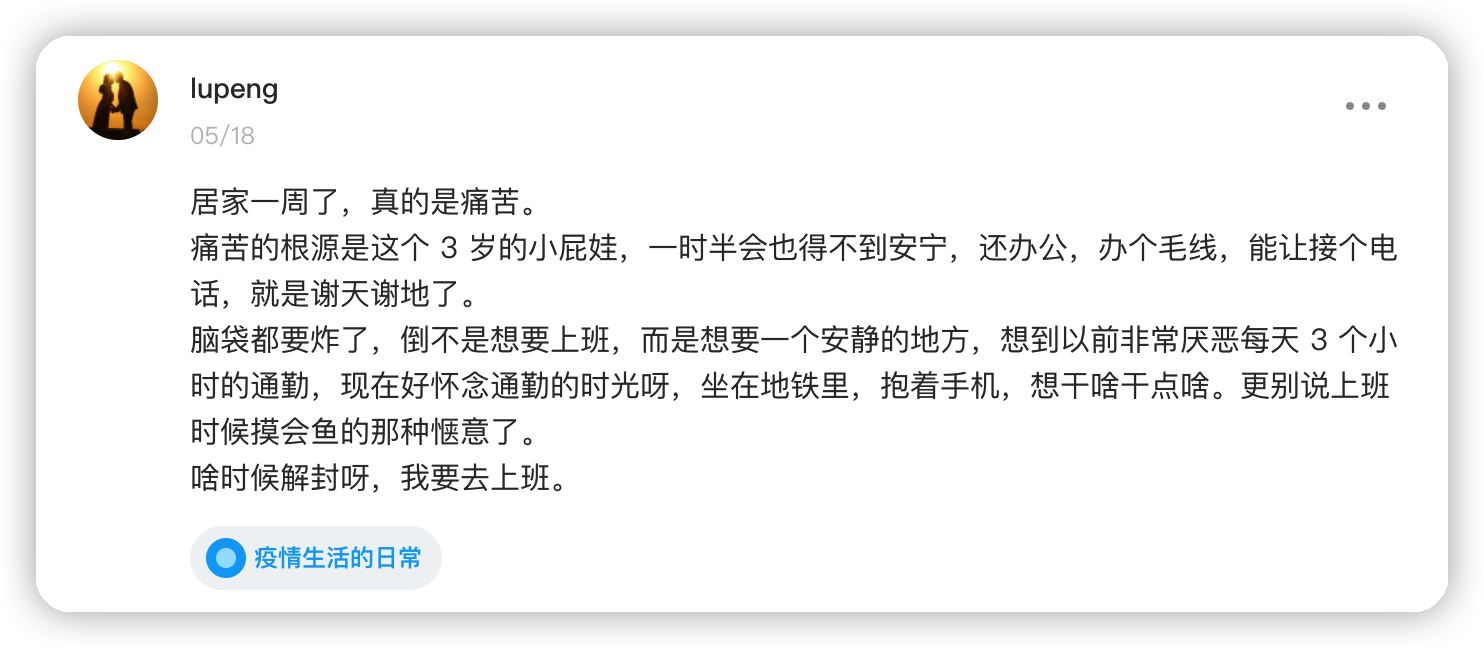 lupeng
05/18
居家一周了，真的是痛苦。
痛苦的根源是这个 3 岁的小屁娃，一时半会也得不到安宁，还办公，办个毛线，能让接个电
话，就是谢天谢地了。
脑袋都要炸了，倒不是想要上班，而是想要一个安静的地方，想到以前非常厌恶每天 3 个小
时的通勤，现在好怀念通勤的时光呀，坐在地铁里，抱着手机，想干啥干点啥。更别说上班
时候摸会鱼的那种惬意了。
啥时候解封呀，我要去上班。
疫情生活的日常